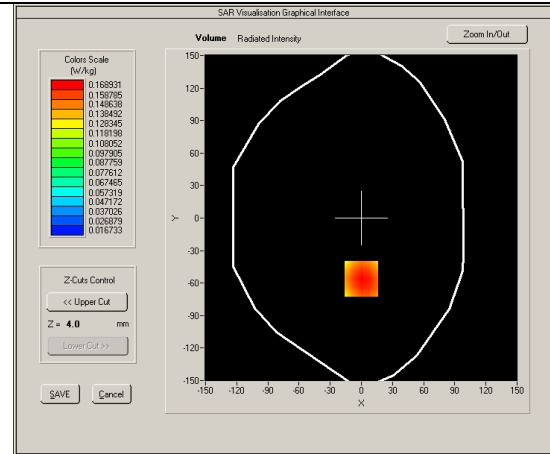 SAR Visualisation Graphical Interface
Volume Radiated Intensity
Zoom In/Out
Colors Scale
(W/kg)
0.168931
0.158785
0.148638
0.138492
0.128345
0.118198
0.108052
0.097905
0.087759
0.077612
0.067465
0.057319
0.047172
0.037026
0.026879
0.016733
Z-Cuts Control
<< Upper Cut
Z = 4.0 mm
Lower Cut >>
SAVE Cancel
150
120
90
60
30
0
-30
-60
-90
-120
-150
Y
-150 -120 -90 -60 -30 0 30 60 90 120 150
X